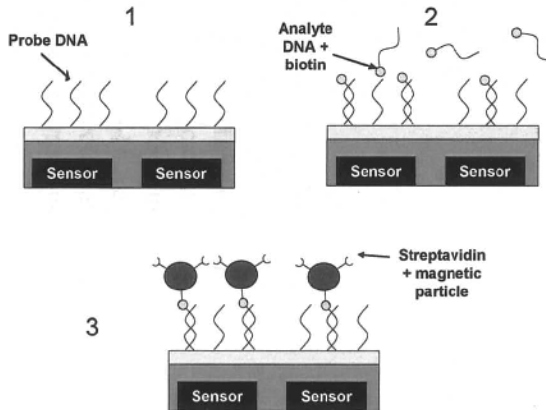 1
Probe DNA
Sensor
Sensor
2
Analyte
DNA +
biotin
Sensor
Sensor
3
Streptavidin
+ magnetic
particle
Sensor
Sensor